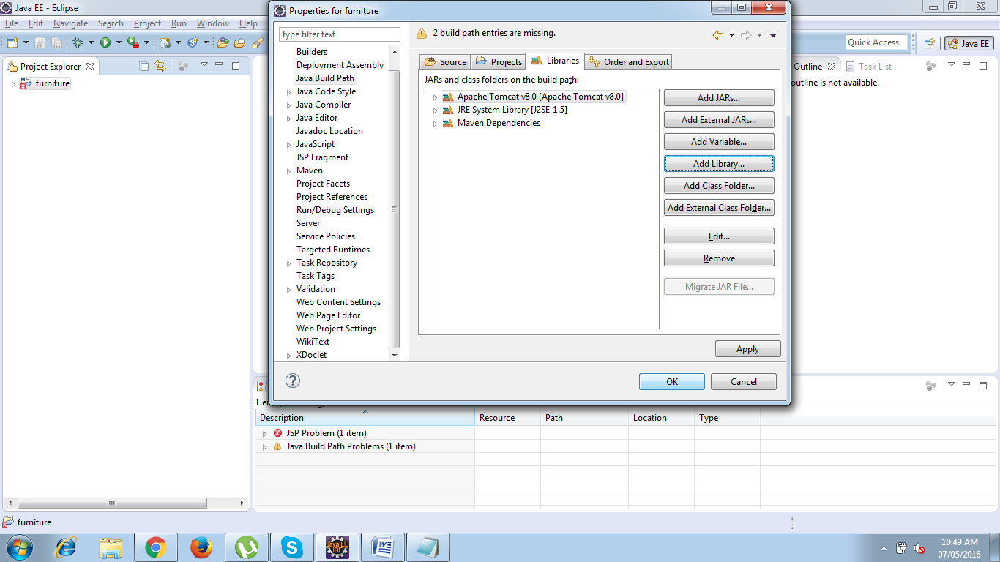 Java EE - Eclipse
File Edit Navigate Search Project Run Window Help
Quick Access
Java EE
Project Explorer
furniture
Properties for furniture
type filter text
Builders
Deployment Assembly
Java Build Path
Java Code Style
Java Compiler
Java Editor
Javadoc Location
JavaScript
JSP Fragment
Maven
Project Facets
Project References
Run/Debug Settings
Server
Service Policies
Targeted Runtimes
Task Repository
Task Tags
Validation
Web Content Settings
Web Page Editor
Web Project Settings
WikiText
XDoclet
2 build path entries are missing.
Source Projects Libraries Order and Export
JARs and class folders on the build path:
Apache Tomcat v8.0 [Apache Tomcat v8.0]
JRE System Library [J2SE-1.5]
Maven Dependencies
Add JARs...
Add External JARs...
Add Variable...
Add Library...
Add Class Folder...
Add External Class Folder...
Edit...
Remove
Migrate JAR File...
Apply
OK Cancel
Outline Task List
outline is not available.
Description Resource Path Location Type
JSP Problem (1 item)
Java Build Path Problems (1 item)
furniture
Java EE
IDE
10:49 AM
07/05/2016